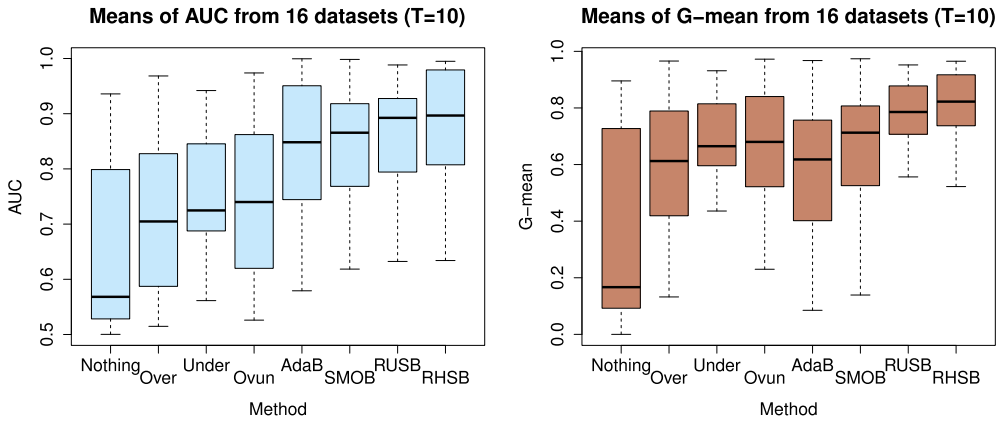 Means of AUC from 16 datasets (T=10)
AUC
1.0
0.9
0.8
0.7
0.6
0.5
Nothing Over Under Ovun AdaB SMOB RUSB RHSB
Method
Means of G−mean from 16 datasets (T=10)
G−mean
1.0
0.8
0.6
0.4
0.2
0.0
Nothing Over Under Ovun AdaB SMOB RUSB RHSB
Method